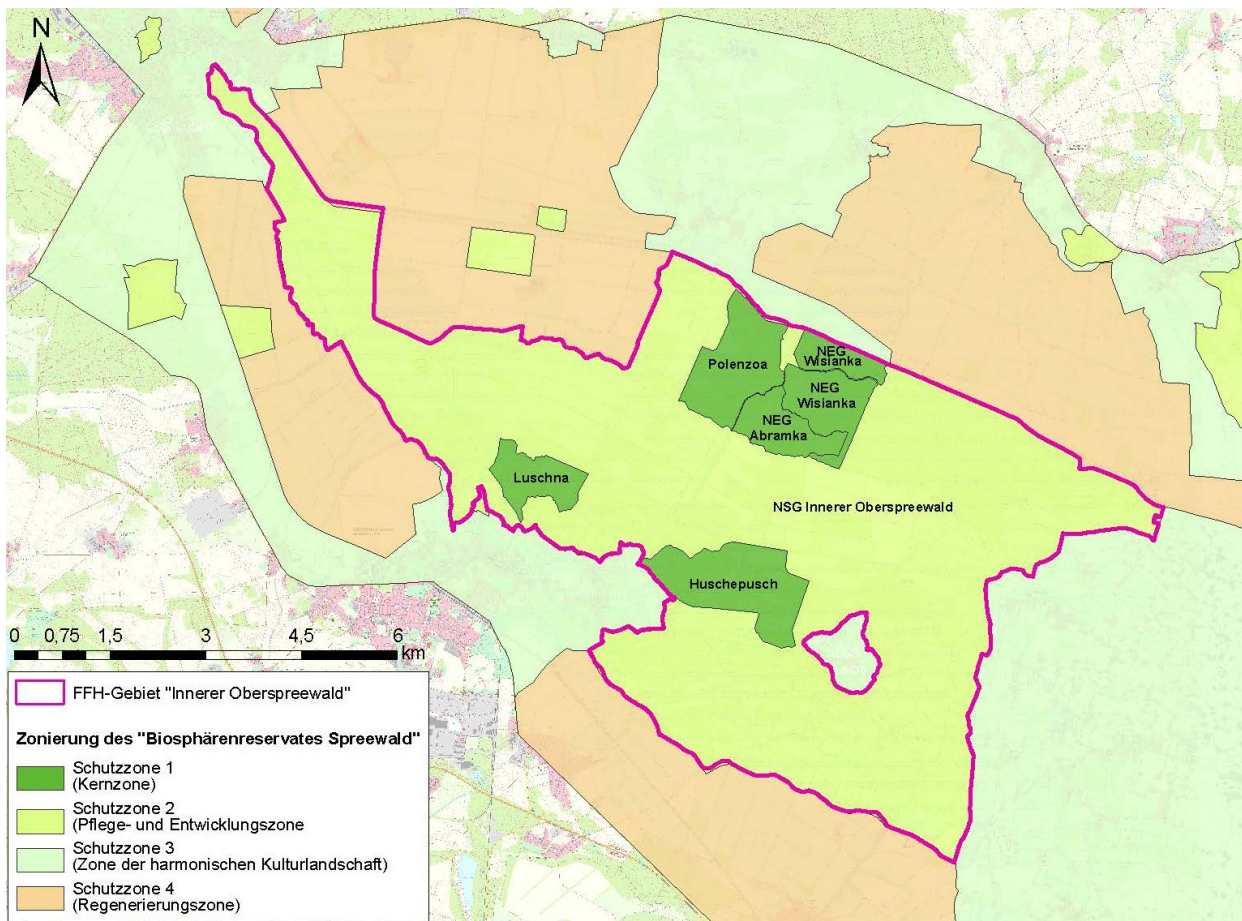 N
Polenzoa
NEG
Wisianka
NEG
Wisianka
NEG
Abramka
Luschna
NSG Innerer Oberspreewald
Huschepusch
0 0,75 1,5 3 4,5 6
km
FFH-Gebiet "Innerer Oberspreewald"
Zonierung des "Biosphärenreservates Spreewald"
Schutzzone 1
(Kernzone)
Schutzzone 2
(Pflege- und Entwicklungszone
Schutzzone 3
(Zone der harmonischen Kulturlandschaft)
Schutzzone 4
(Regenerierungszone)